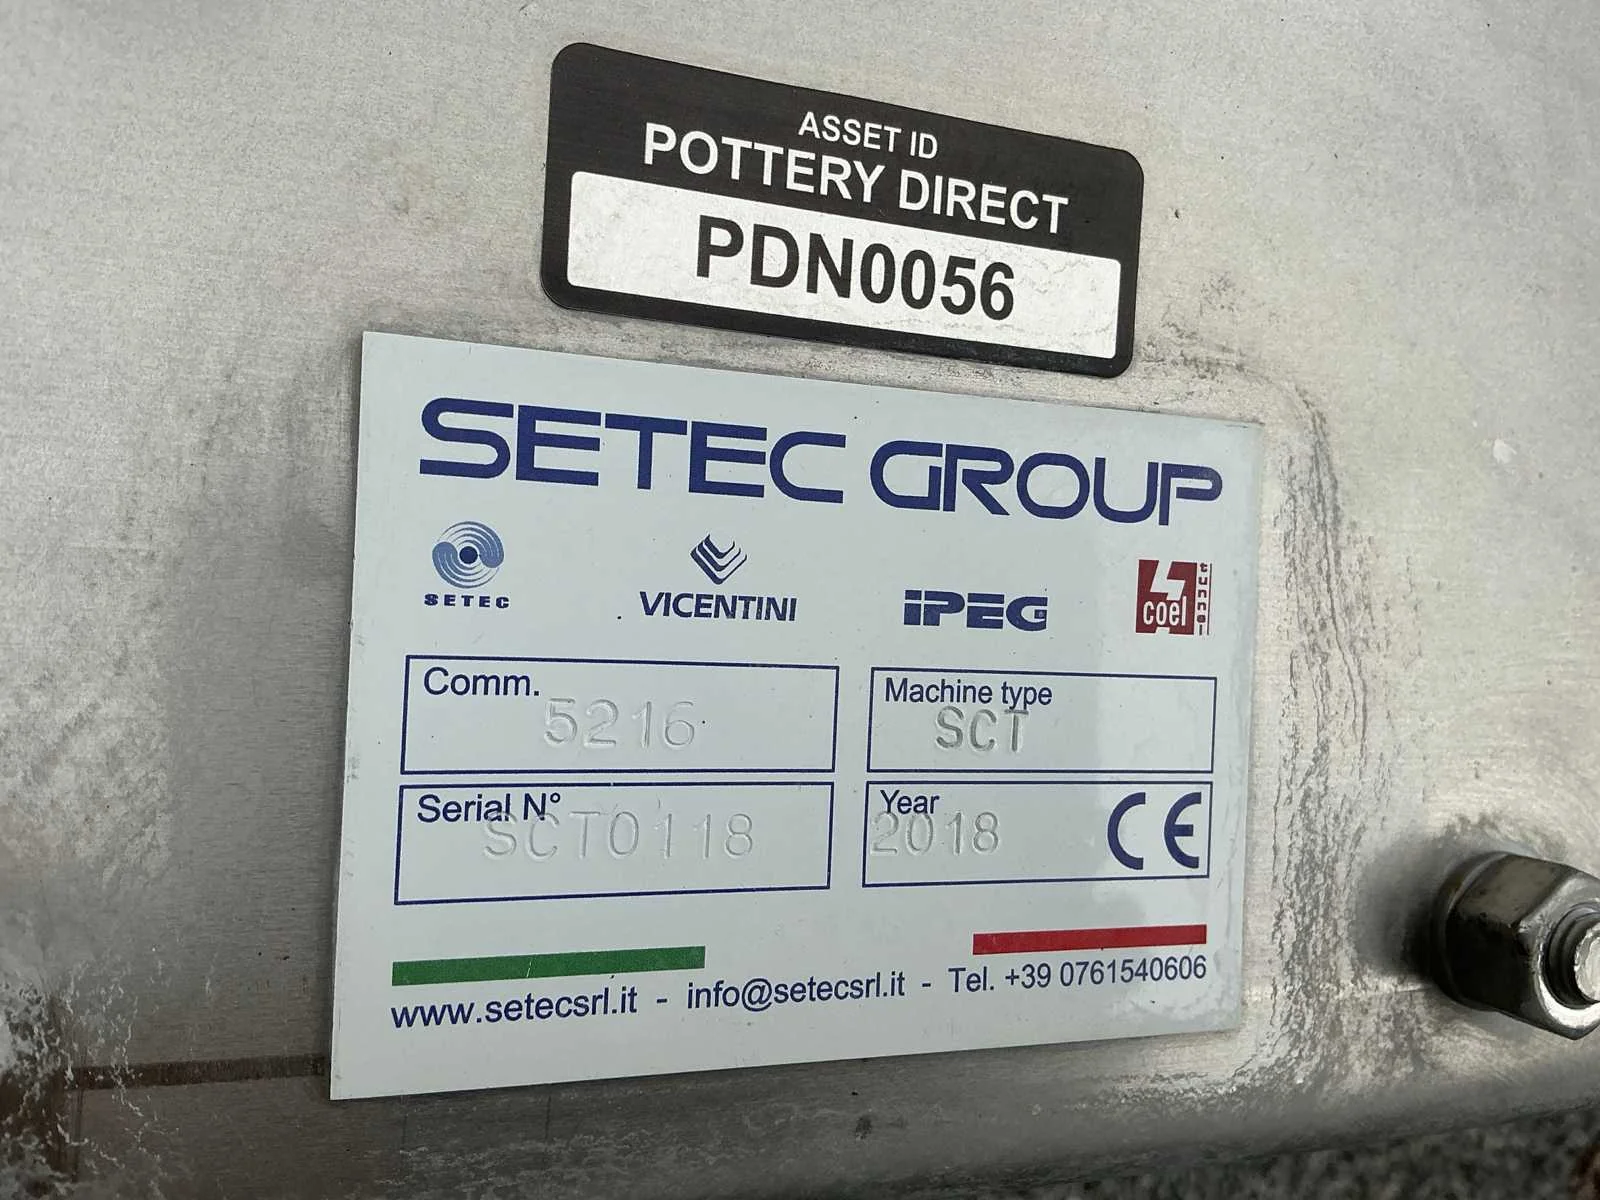 ASSET ID
POTTERY DIRECT
PDN0056
SETEC GROUP
SETEC VICENTINI IPEG coel
Comm. 5216
Machine type SCT
Serial N° SCT0118
Year 2018 CE
www.setecsrl.it - info@setecsrl.it - Tel. +39 0761540606